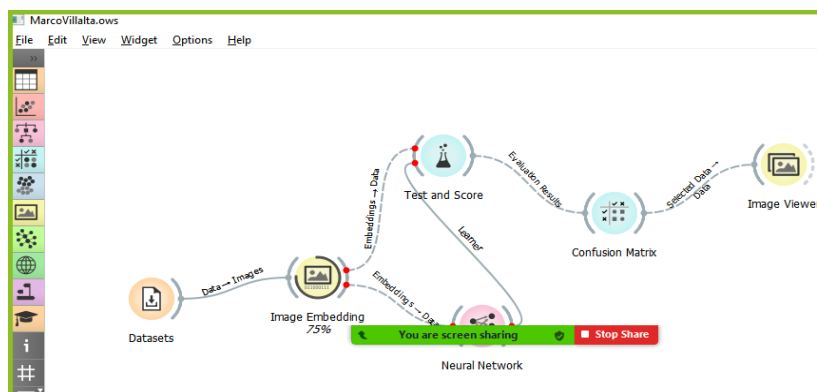 MarcoVillalta.ows
File Edit View Widget Options Help
Test and Score
Evaluation Results
Selected Data → Data
Image Viewer
Embeddings → Data
Learner
Confusion Matrix
Data → Images
Embeddings → Data
Image Embedding
75%
Datasets
You are screen sharing
Stop Share
Neural Network